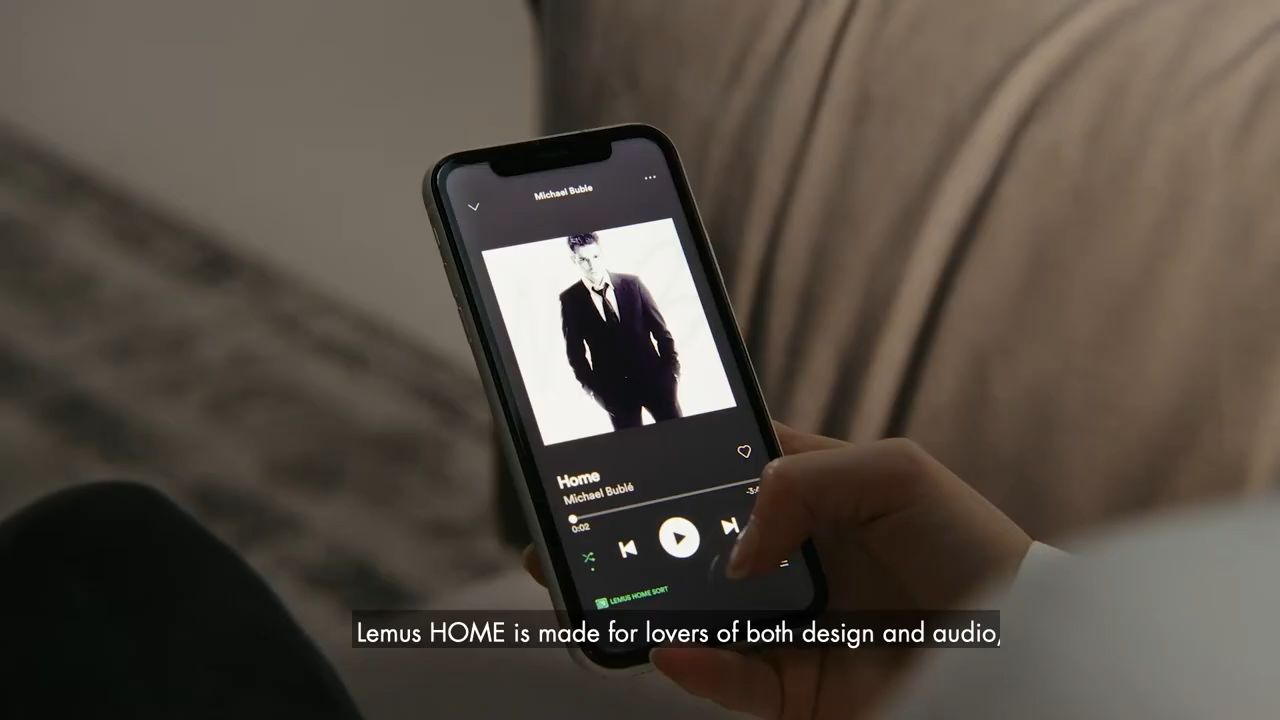 Michael Buble
Home
Michael Bublé
0:02
LEMUS HOME SORT
Lemus HOME is made for lovers of both design and audio,